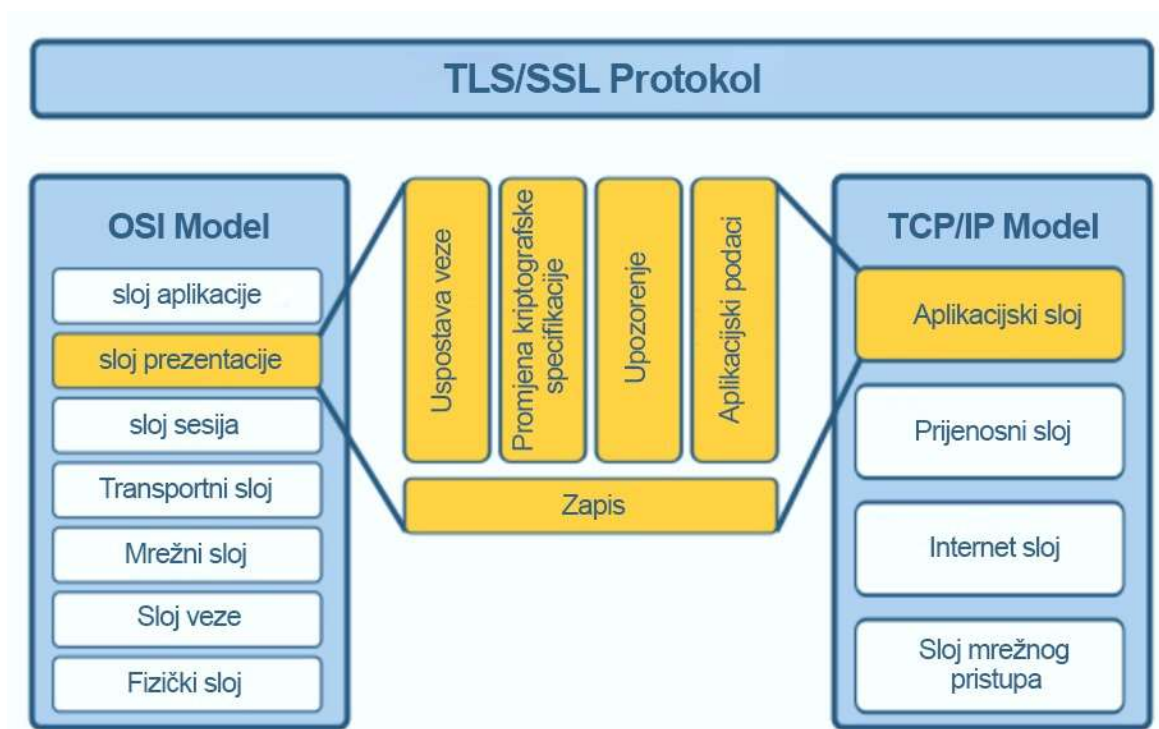 TLS/SSL Protokol
OSI Model
sloj aplikacije
sloj prezentacije
sloj sesija
Transportni sloj
Mrežni sloj
Sloj veze
Fizički sloj
Uspostava veze
Promjena kriptografske
specifikacije
Upozorenje
Aplikacijski podaci
Zapis
TCP/IP Model
Aplikacijski sloj
Prijenosni sloj
Internet sloj
Sloj mrežnog
pristupa